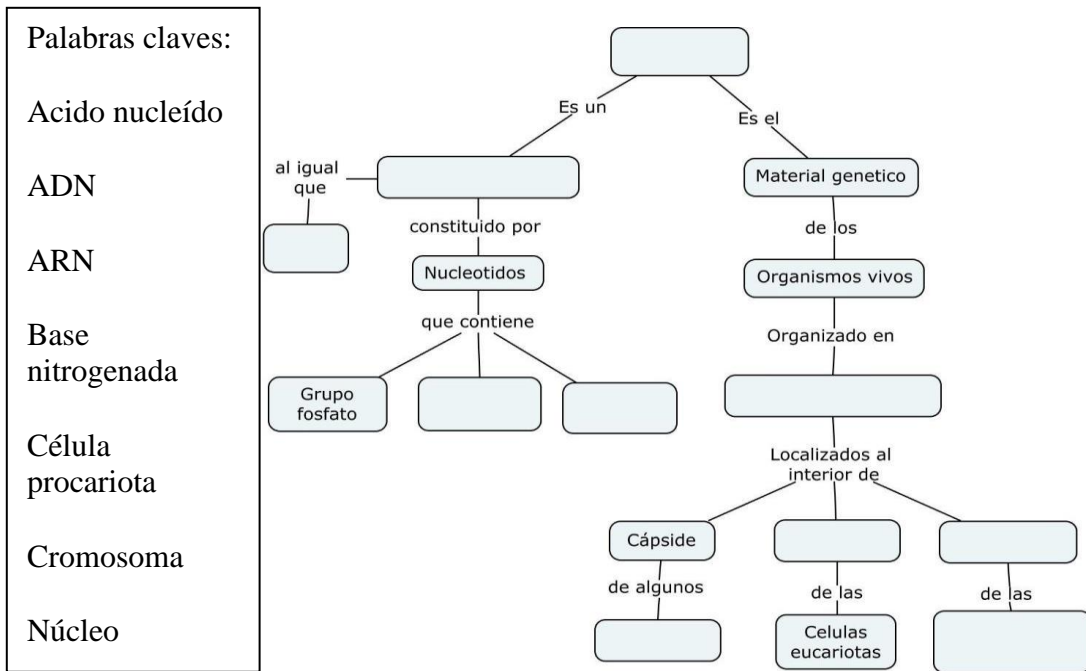 Palabras claves:
Acido nucleído
ADN
ARN
Base
nitrogenada
Célula
procariota
Cromosoma
Núcleo
Es un
Es el
al igual
que
Material genetico
constituido por
de los
Nucleotidos
Organismos vivos
que contiene
Organizado en
Grupo
fosfato
Localizados al
interior de
Cápside
de algunos
de las
de las
Celulas
eucariotas